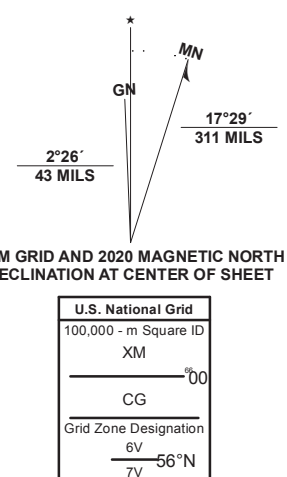 ★
MN
GN
17°29´
311 MILS
2°26´
43 MILS
M GRID AND 2020 MAGNETIC NORTH
ECLINATION AT CENTER OF SHEET
U.S. National Grid
100,000 - m Square ID
XM
6600
CG
Grid Zone Designation
6V
56°N
7V